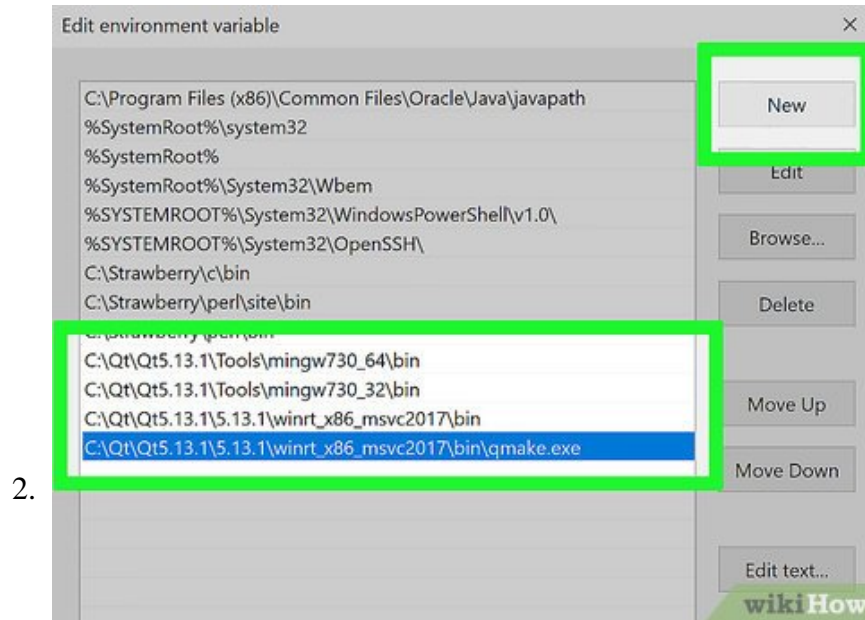 Edit environment variable
C:\Program Files (x86)\Common Files\Oracle\Java\javapath
%SystemRoot%\system32
%SystemRoot%
%SystemRoot%\System32\Wbem
%SYSTEMROOT%\System32\WindowsPowerShell\v1.0\
%SYSTEMROOT%\System32\OpenSSH\
C:\Strawberry\c\bin
C:\Strawberry\perl\site\bin
C:\Strawberry\perl\bin
C:\Qt\Qt5.13.1\Tools\mingw730_64\bin
C:\Qt\Qt5.13.1\Tools\mingw730_32\bin
C:\Qt\Qt5.13.1\5.13.1\winrt_x86_msvc2017\bin
C:\Qt\Qt5.13.1\5.13.1\winrt_x86_msvc2017\bin\qmake.exe
New
Edit
Browse...
Delete
Move Up
Move Down
Edit text...
2.
wikiHow